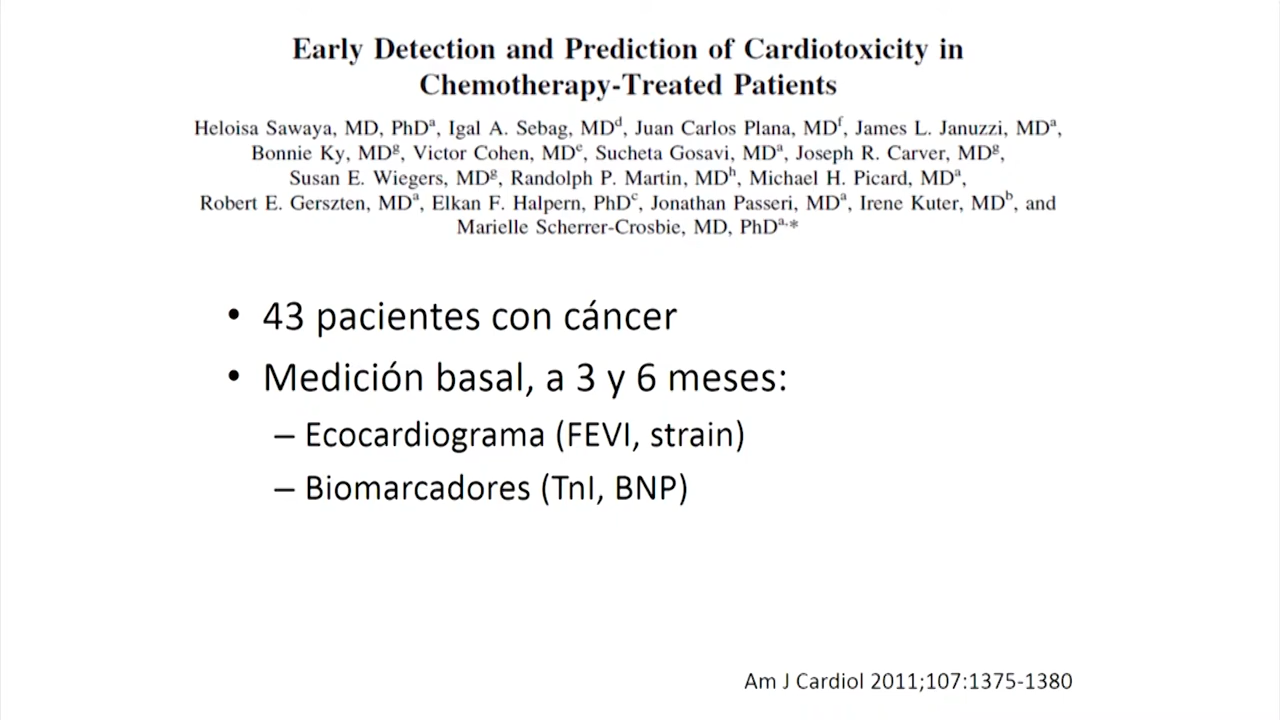 Early Detection and Prediction of Cardiotoxicity in
Chemotherapy-Treated Patients
Heloisa Sawaya, MD, PhDᵃ, Igal A. Sebag, MDᵈ, Juan Carlos Plana, MDᶠ, James L. Januzzi, MDᵃ,
Bonnie Ky, MDᵍ, Victor Cohen, MDᵉ, Sucheta Gosavi, MDᵃ, Joseph R. Carver, MDᵍ,
Susan E. Wiegers, MDᵍ, Randolph P. Martin, MDʰ, Michael H. Picard, MDᵃ,
Robert E. Gerszten, MDᵃ, Elkan F. Halpern, PhDᶜ, Jonathan Passeri, MDᵃ, Irene Kuter, MDᵇ, and
Marielle Scherrer-Crosbie, MD, PhDᵃ,*
• 43 pacientes con cáncer
• Medición basal, a 3 y 6 meses:
– Ecocardiograma (FEVI, strain)
– Biomarcadores (TnI, BNP)
Am J Cardiol 2011;107:1375-1380